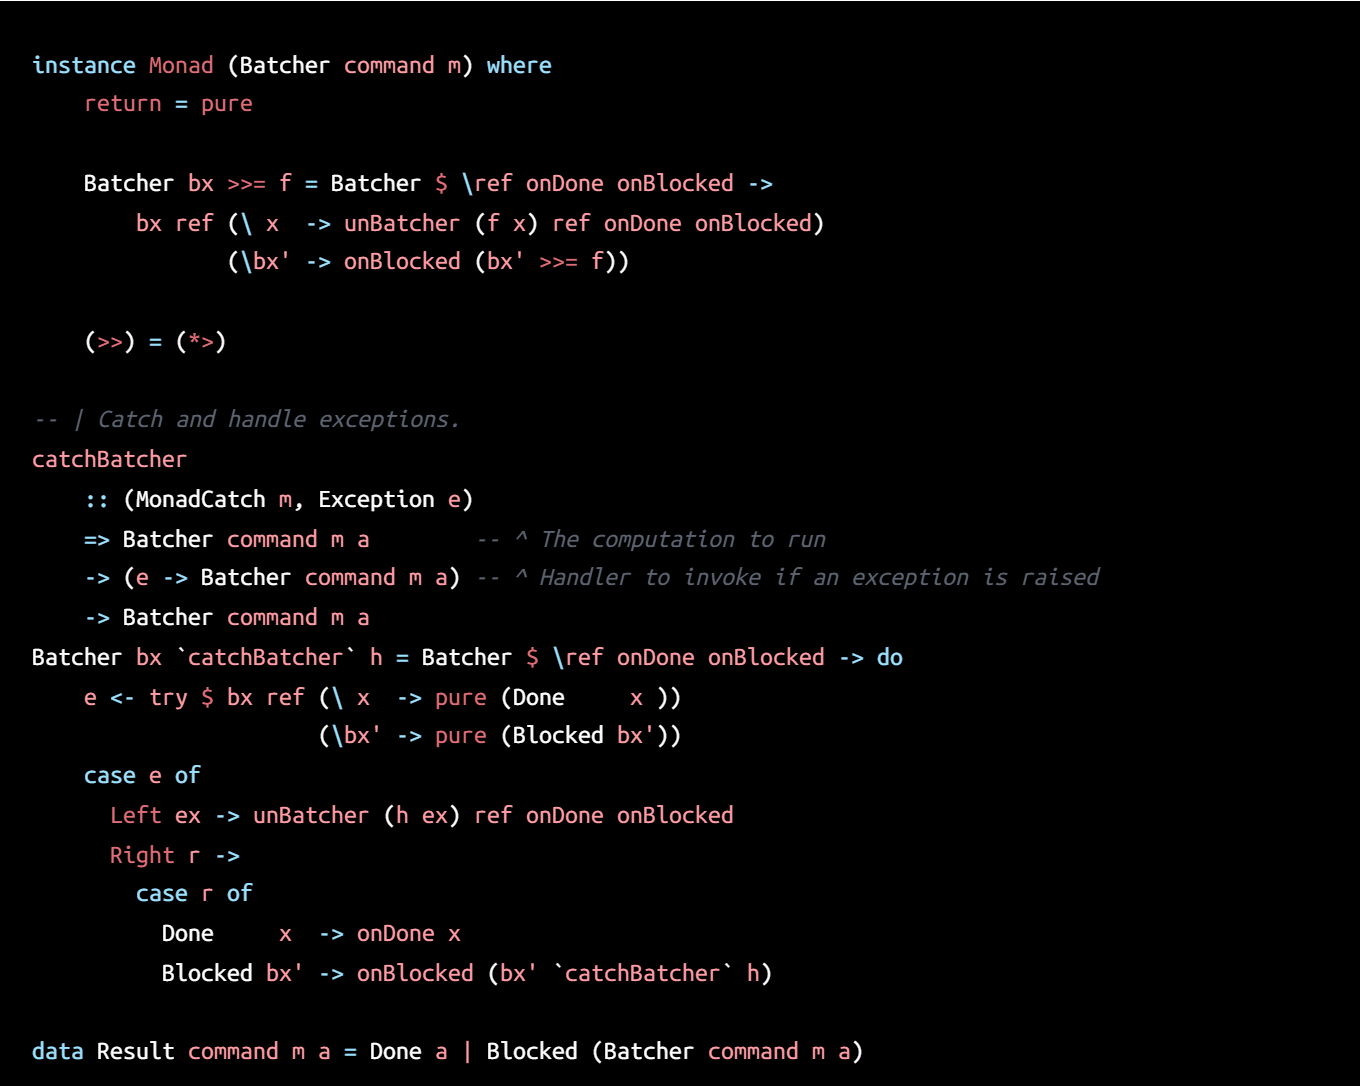 instance Monad (Batcher command m) where
    return = pure

    Batcher bx >>= f = Batcher $ \ref onDone onBlocked ->
        bx ref (\ x  -> unBatcher (f x) ref onDone onBlocked)
               (\bx' -> onBlocked (bx' >>= f))

    (>>) = (*>)

-- | Catch and handle exceptions.
catchBatcher
    :: (MonadCatch m, Exception e)
    => Batcher command m a        -- ^ The computation to run
    -> (e -> Batcher command m a) -- ^ Handler to invoke if an exception is raised
    -> Batcher command m a
Batcher bx `catchBatcher` h = Batcher $ \ref onDone onBlocked -> do
    e <- try $ bx ref (\ x  -> pure (Done     x ))
                      (\bx' -> pure (Blocked bx'))
    case e of
      Left ex -> unBatcher (h ex) ref onDone onBlocked
      Right r ->
        case r of
          Done     x  -> onDone x
          Blocked bx' -> onBlocked (bx' `catchBatcher` h)

data Result command m a = Done a | Blocked (Batcher command m a)